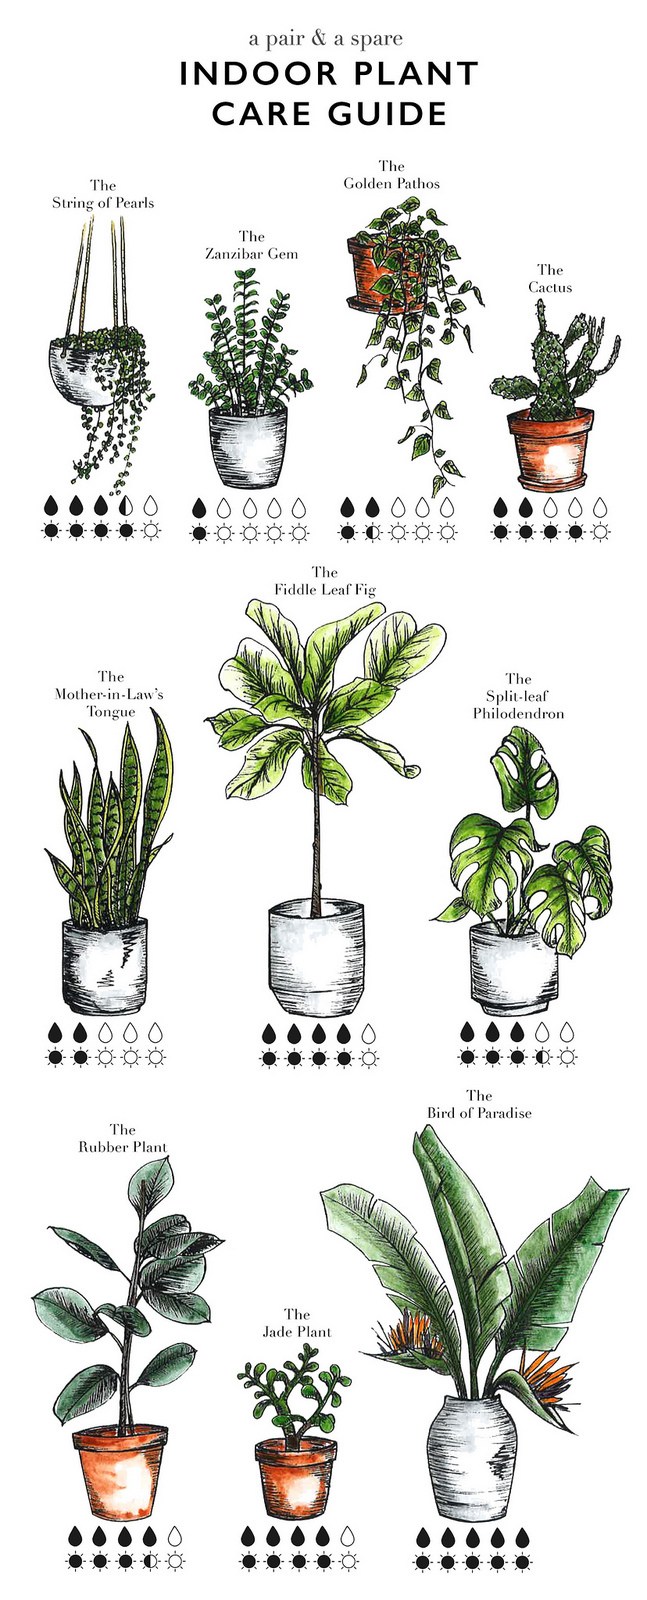 a pair & a spare
INDOOR PLANT
CARE GUIDE
The
String of Pearls
The
Zanzibar Gem
The
Golden Pathos
The
Cactus
The
Mother-in-Law's
Tongue
The
Fiddle Leaf Fig
The
Split-leaf
Philodendron
The
Rubber Plant
The
Jade Plant
The
Bird of Paradise